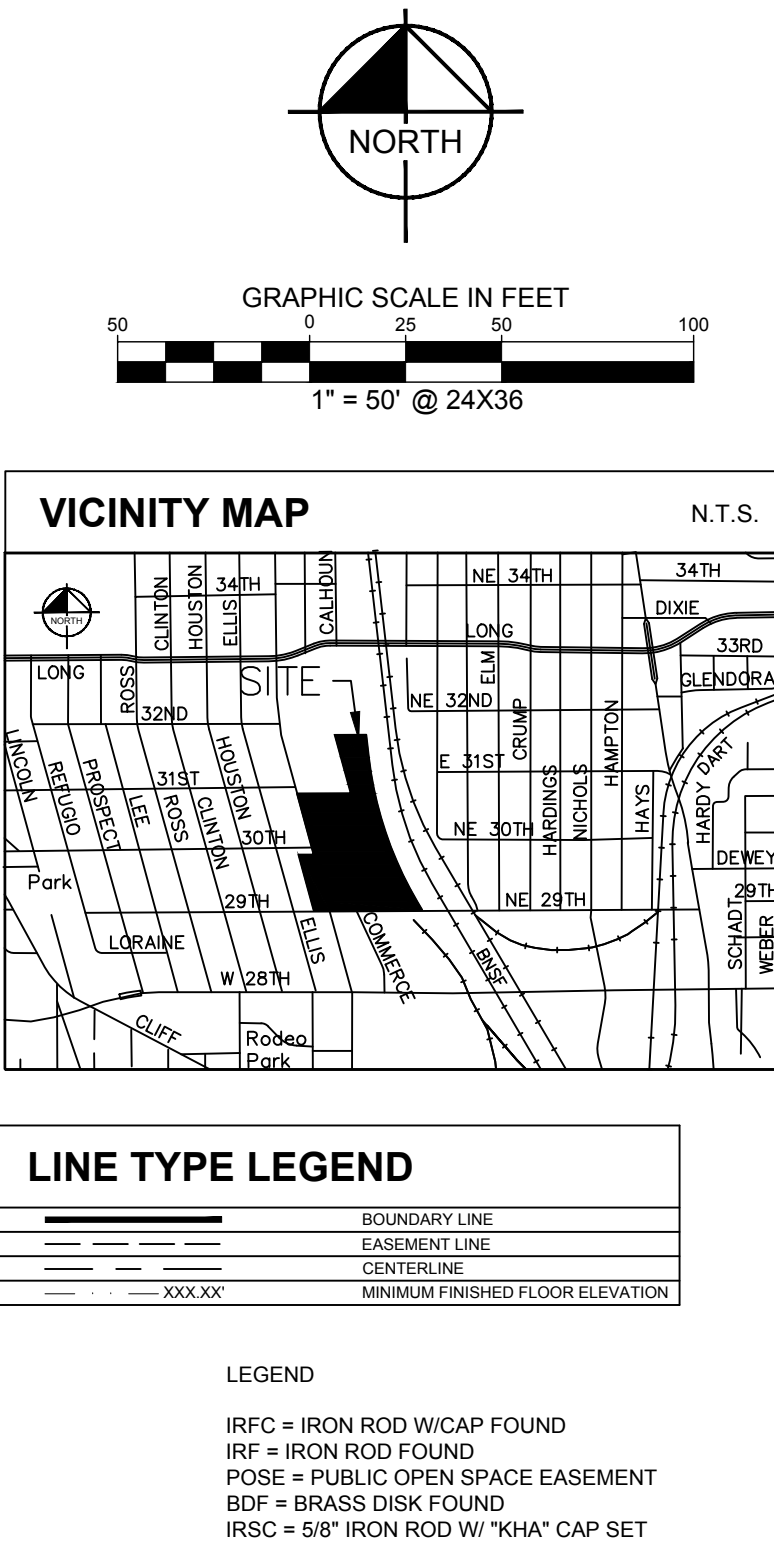 NORTH
GRAPHIC SCALE IN FEET
50 0 25 50 100
1" = 50' @ 24X36
VICINITY MAP N.T.S.
NORTH
CLINTON
HOUSTON
ELLIS
34TH
CALHOUN
NE 34TH
34TH
DIXIE
LONG
LONG
33RD
GLENDORA
ROSS
32ND
SITE
ELM
NE 32ND
CRUMP
HAMPTON
LINCOLN
REFUGIO
PROSPECT
LEE
31ST
ROSS
CLINTON
HOUSTON
30TH
E 31ST
NE 30TH
HARDINGS
NICHOLS
HAYS
HARDY
DART
DEWEY
Park
29TH
NE 29TH
29TH
SCHADT
WEBER
LORAINE
ELLIS
COMMERCE
BNSF
W 28TH
CLIFF
Rodeo
Park
LINE TYPE LEGEND
BOUNDARY LINE
EASEMENT LINE
CENTERLINE
XXX.XX' MINIMUM FINISHED FLOOR ELEVATION
LEGEND
IRFC = IRON ROD W/CAP FOUND
IRF = IRON ROD FOUND
POSE = PUBLIC OPEN SPACE EASEMENT
BDF = BRASS DISK FOUND
IRSC = 5/8" IRON ROD W/ "KHA" CAP SET